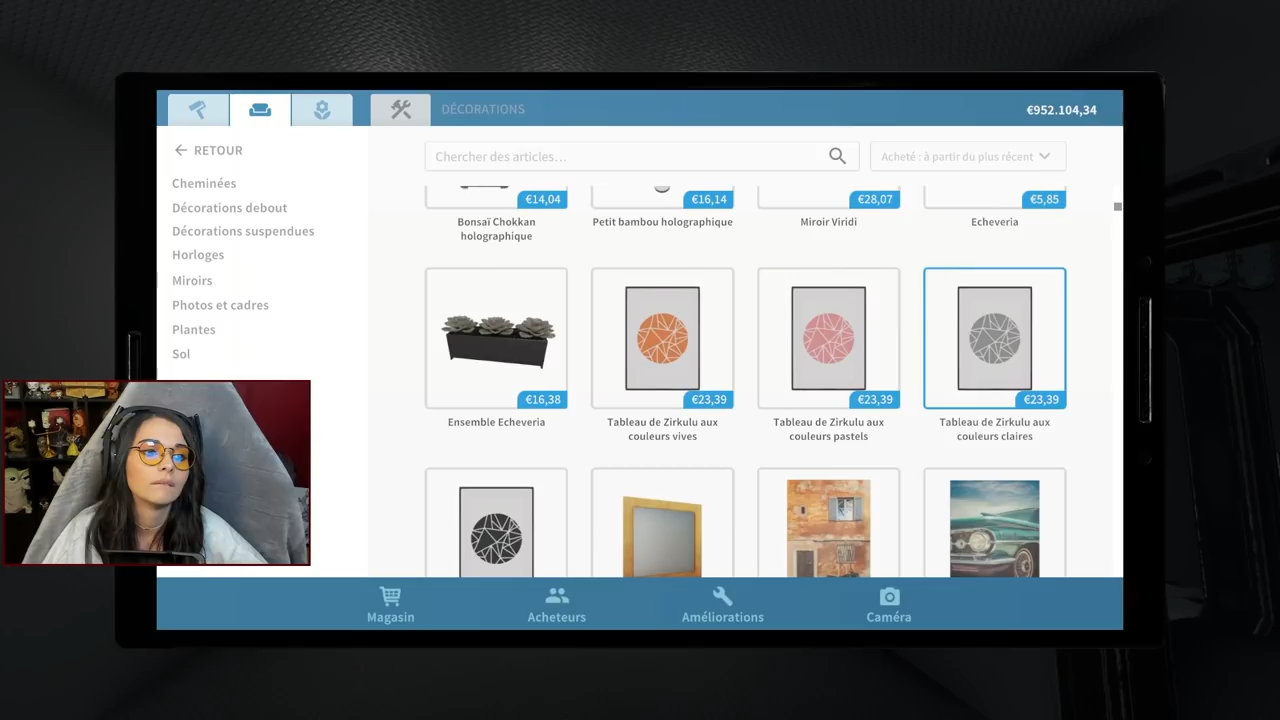 DÉCORATIONS
€952.104,34
RETOUR
Chercher des articles...
Acheté : à partir du plus récent
Cheminées
Décorations debout
Décorations suspendues
Horloges
Miroirs
Photos et cadres
Plantes
Sol
€14,04
€16,14
€28,07
€5,85
Bonsaï Chokkan
holographique
Petit bambou holographique
Miroir Viridi
Echeveria
€16,38
€23,39
€23,39
€23,39
Ensemble Echeveria
Tableau de Zirkulu aux
couleurs vives
Tableau de Zirkulu aux
couleurs pastels
Tableau de Zirkulu aux
couleurs claires
Magasin
Acheteurs
Améliorations
Caméra